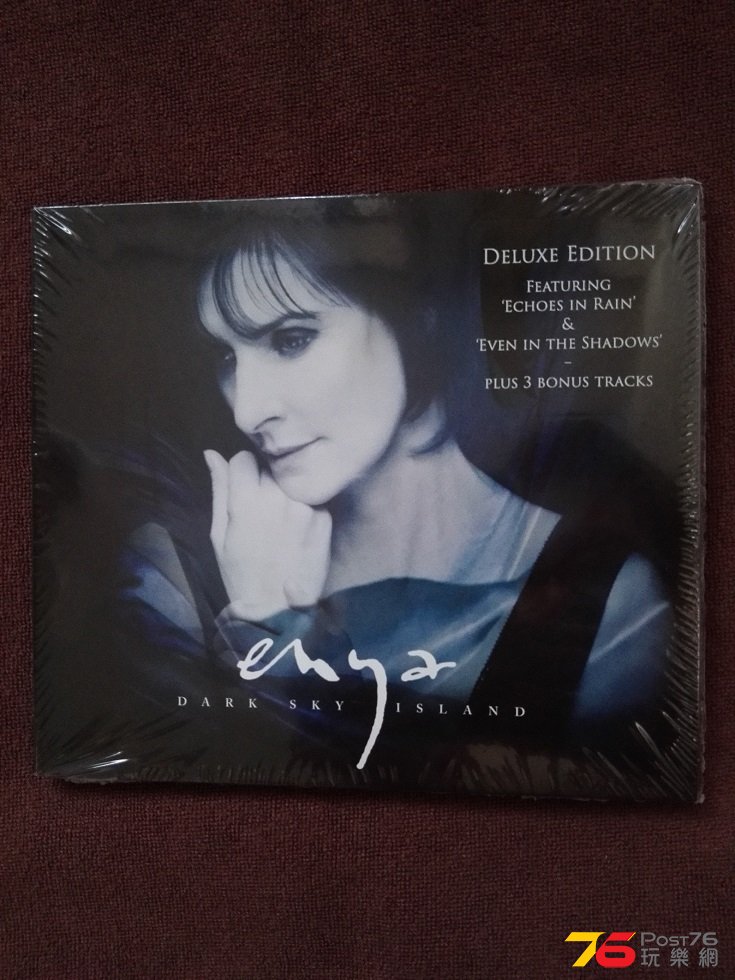 DELUXE EDITION
FEATURING
'ECHOES IN RAIN'
&
'EVEN IN THE SHADOWS'
–
PLUS 3 BONUS TRACKS
enya
DARK SKY ISLAND
76 POST76
玩樂網